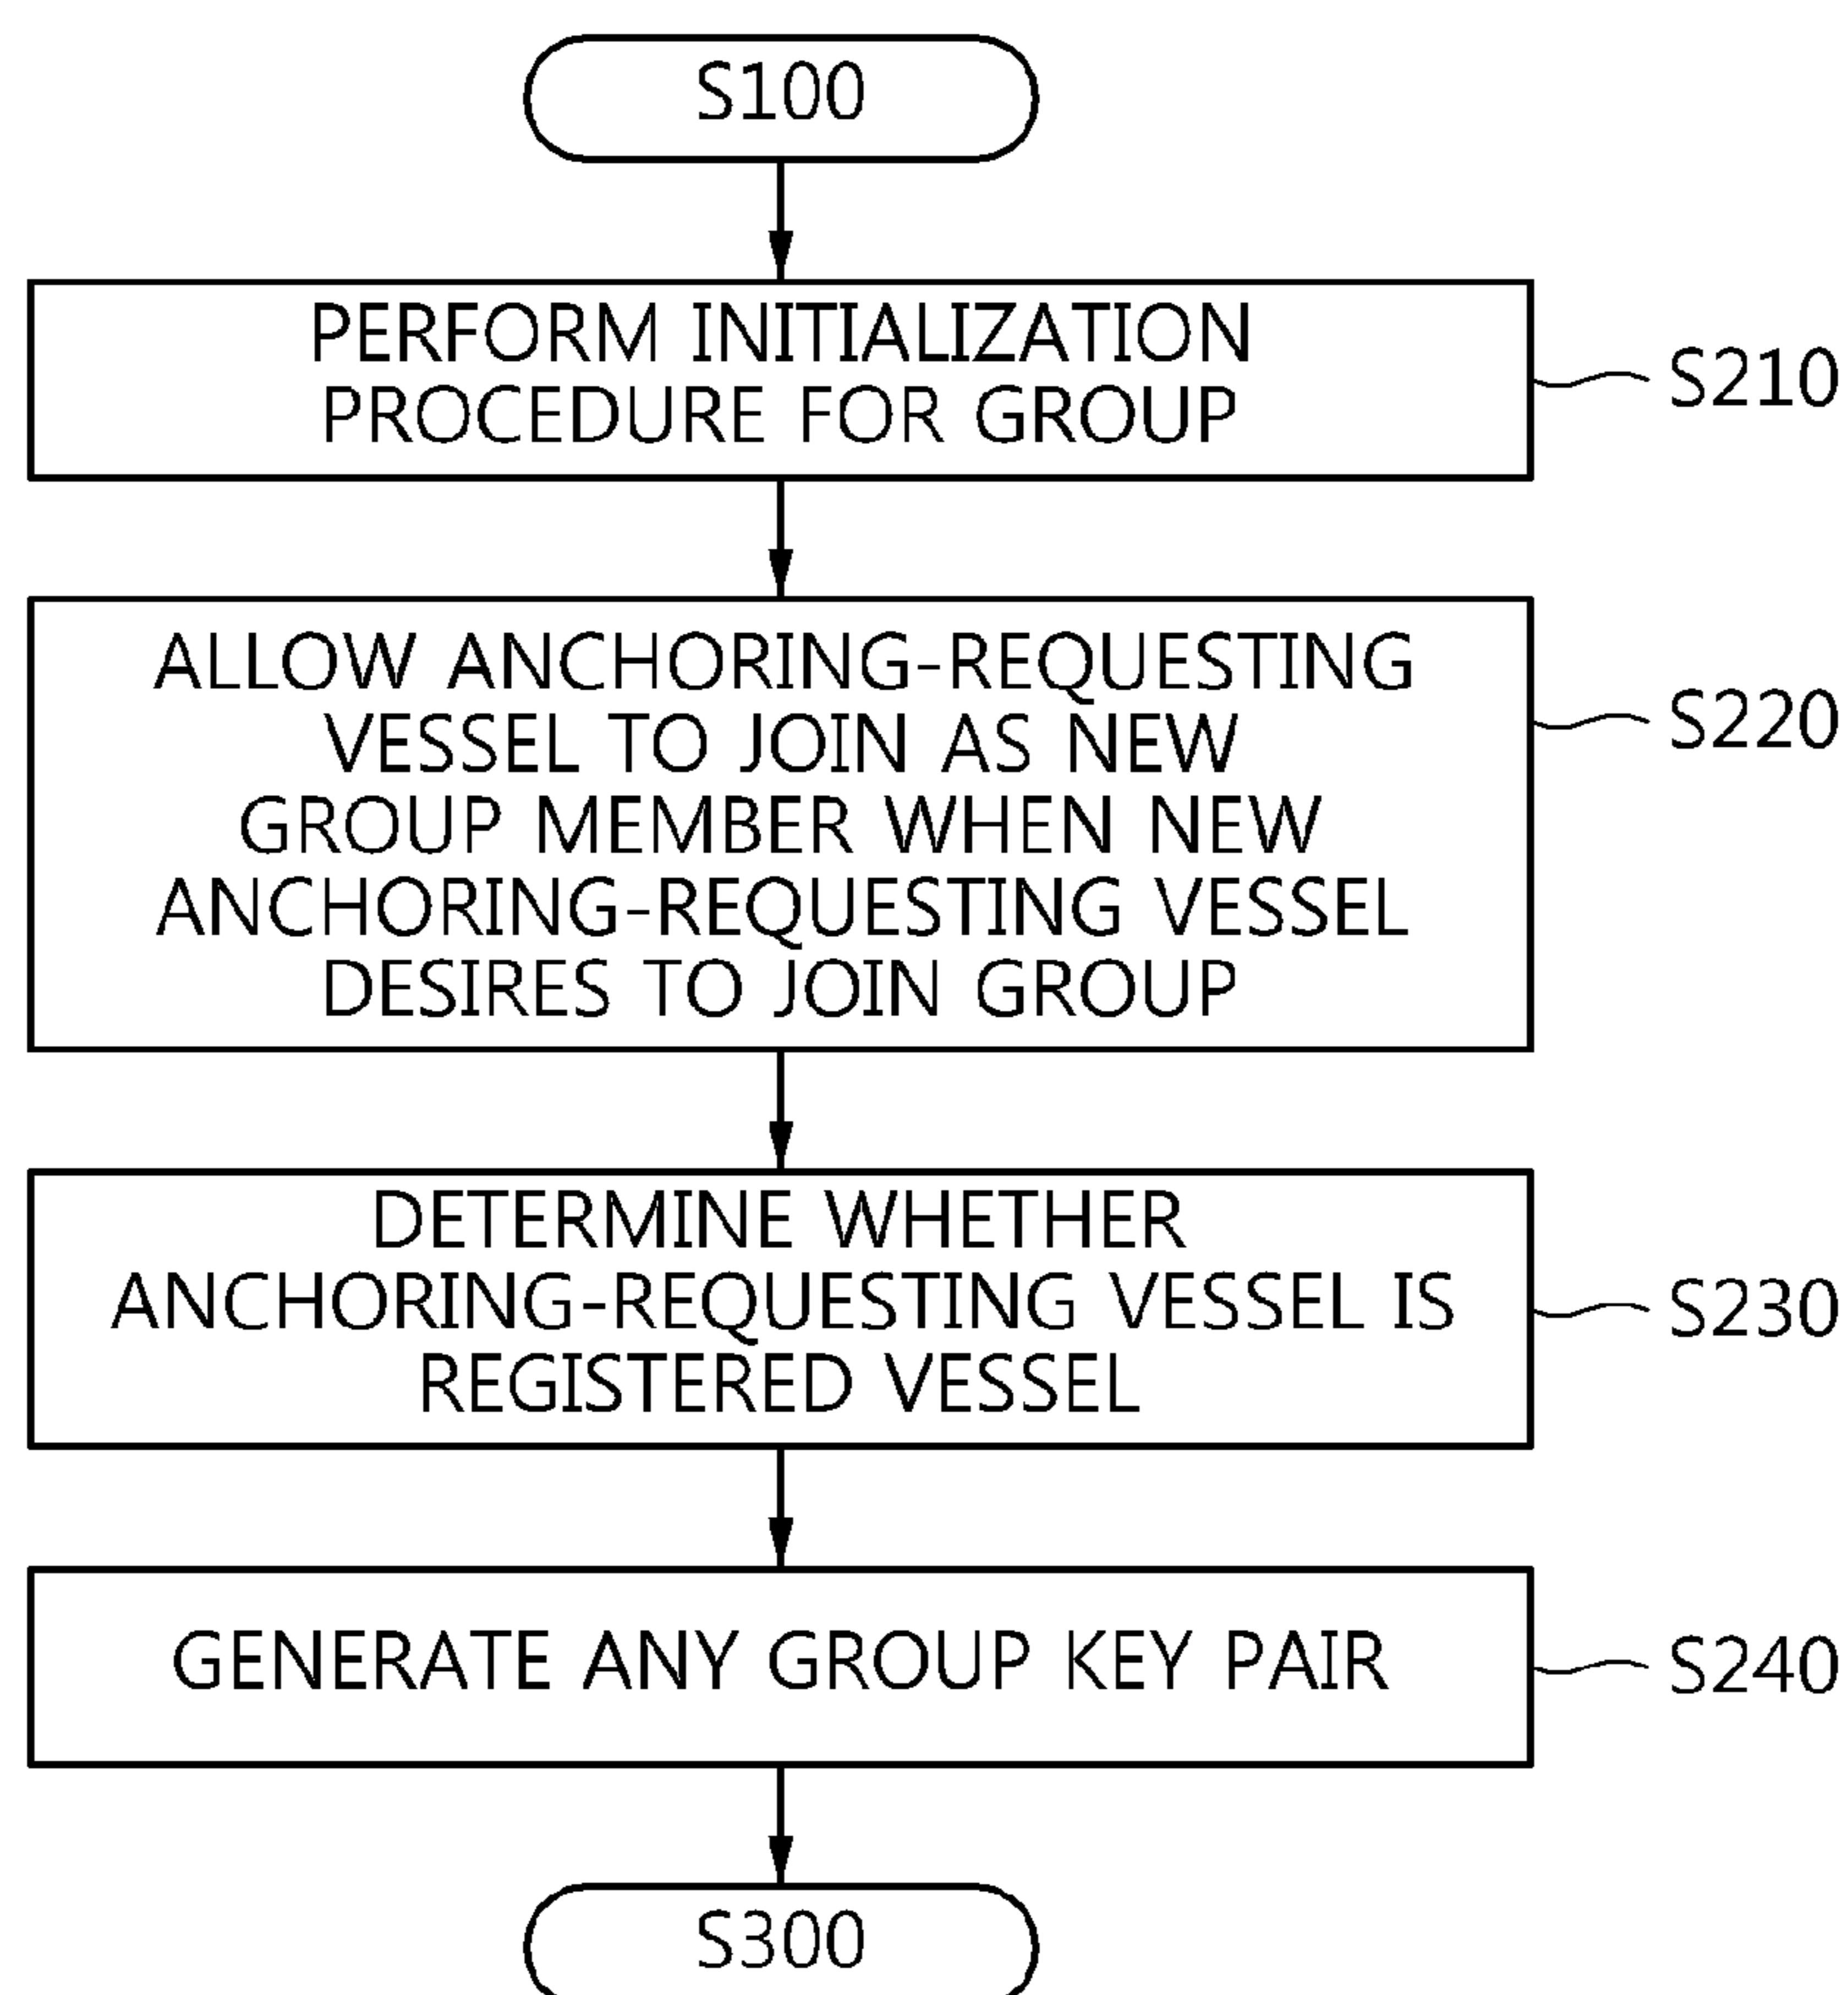 S100
PERFORM INITIALIZATION
PROCEDURE FOR GROUP
S210
ALLOW ANCHORING-REQUESTING
VESSEL TO JOIN AS NEW
GROUP MEMBER WHEN NEW
ANCHORING-REQUESTING VESSEL
DESIRES TO JOIN GROUP
S220
DETERMINE WHETHER
ANCHORING-REQUESTING VESSEL IS
REGISTERED VESSEL
S230
GENERATE ANY GROUP KEY PAIR
S240
S300